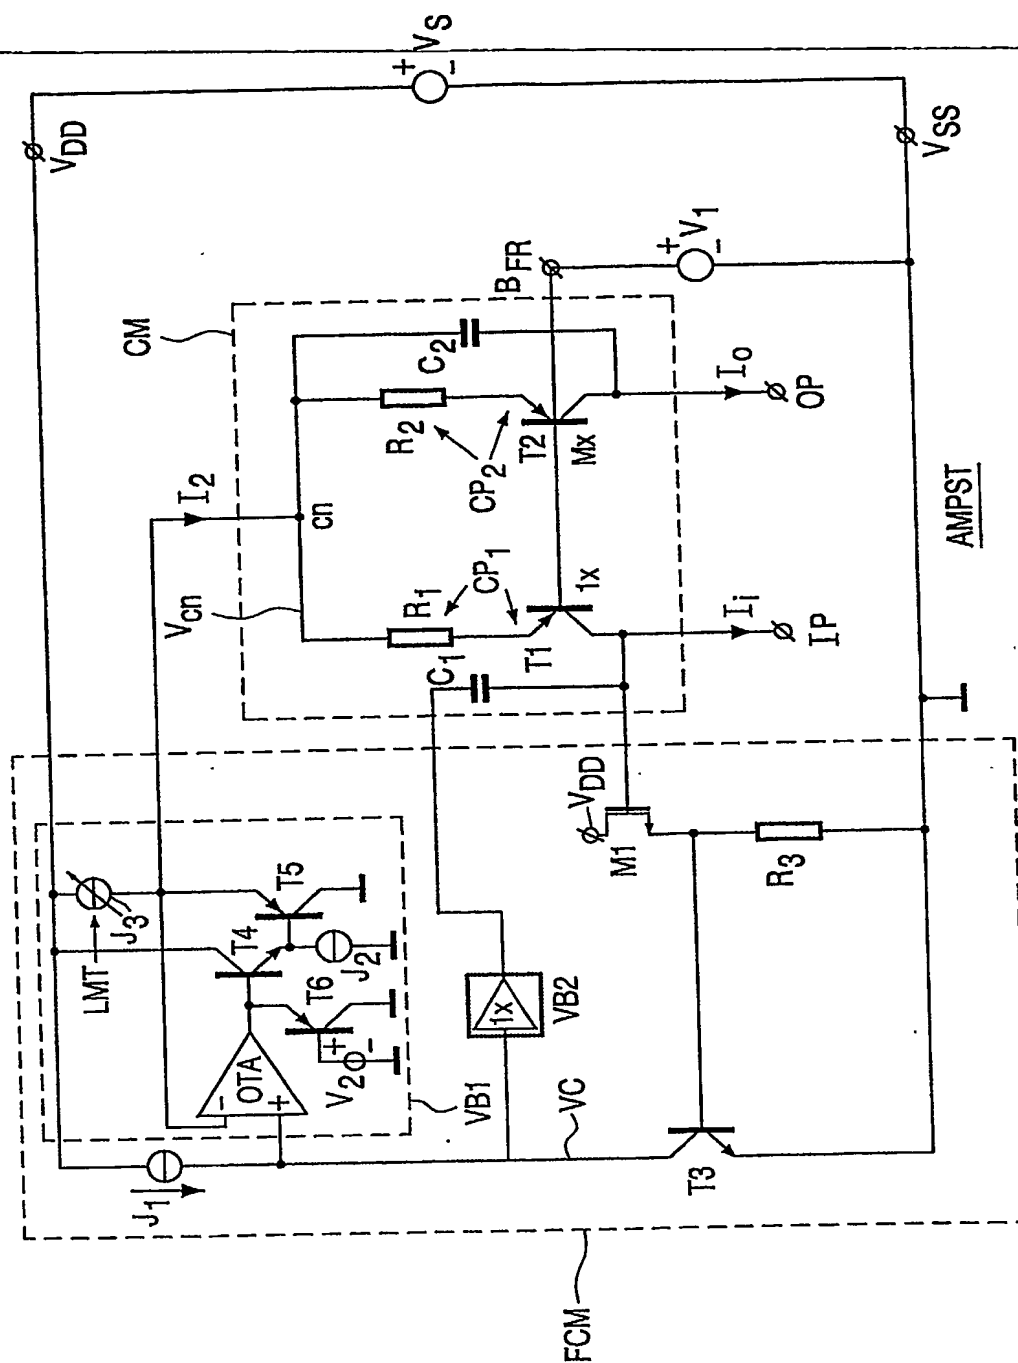 VS
+
-
VDD
VSS
BFR
+
V1
-
CM
C2
Io
OP
R2
CP2
T2
Mx
I2
cn
AMPST
Vcn
R1
CP1
1x
Ii
IP
T1
C1
VDD
M1
R3
J3
LMT
T5
T4
J2
T6
OTA
-
+
V2
+
-
1x
VB2
VB1
VC
J1
T3
FCM